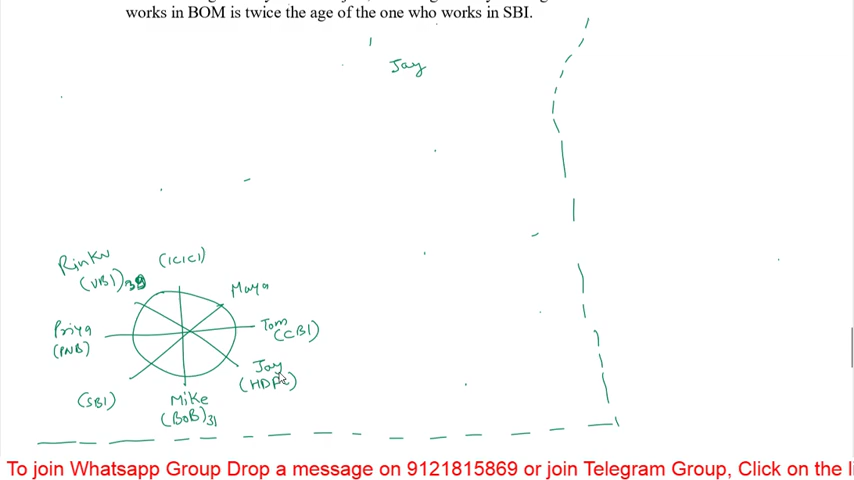 works in BOM is twice the age of the one who works in SBI.
Jay
Rinku
(UBI) 39
(ICICI)
Maya
Tom
(CBI)
Priya
(PNB)
Jay
(HDFC)
(SBI)
Mike
(BOB) 31
To join Whatsapp Group Drop a message on 9121815869 or join Telegram Group, Click on the